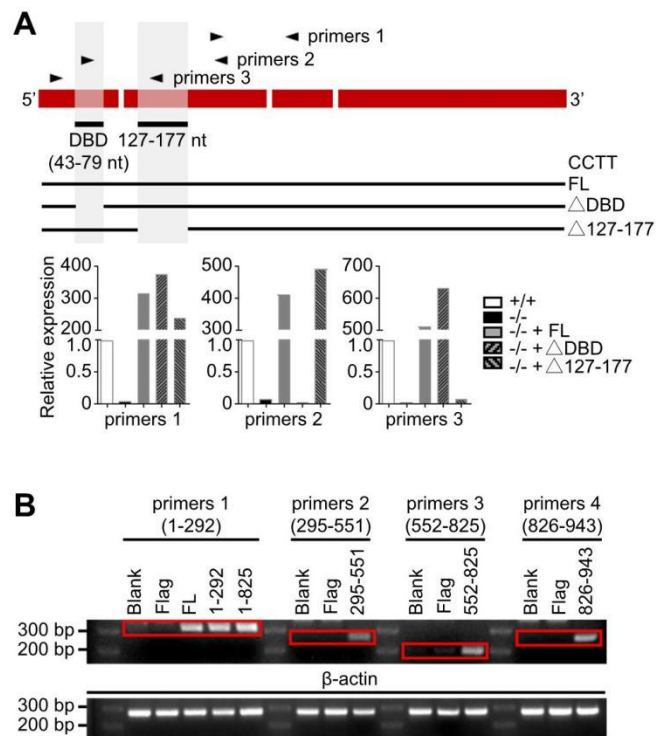 A
primers 1
primers 2
primers 3
5’ 3’
DBD 127-177 nt
(43-79 nt) CCTT
FL
△DBD
△127-177
Relative expression
400
300
200
1.0
0.5
0
primers 1
500
400
300
1.0
0.5
0
primers 2
700
600
500
1.0
0.5
0
primers 3
+/+
-/-
-/- + FL
-/- + △DBD
-/- + △127-177
B
primers 1 primers 2 primers 3 primers 4
(1-292) (295-551) (552-825) (826-943)
Blank
Flag
FL
1-292
1-825
Blank
Flag
295-551
Blank
Flag
552-825
Blank
Flag
826-943
300 bp
200 bp
β-actin
300 bp
200 bp